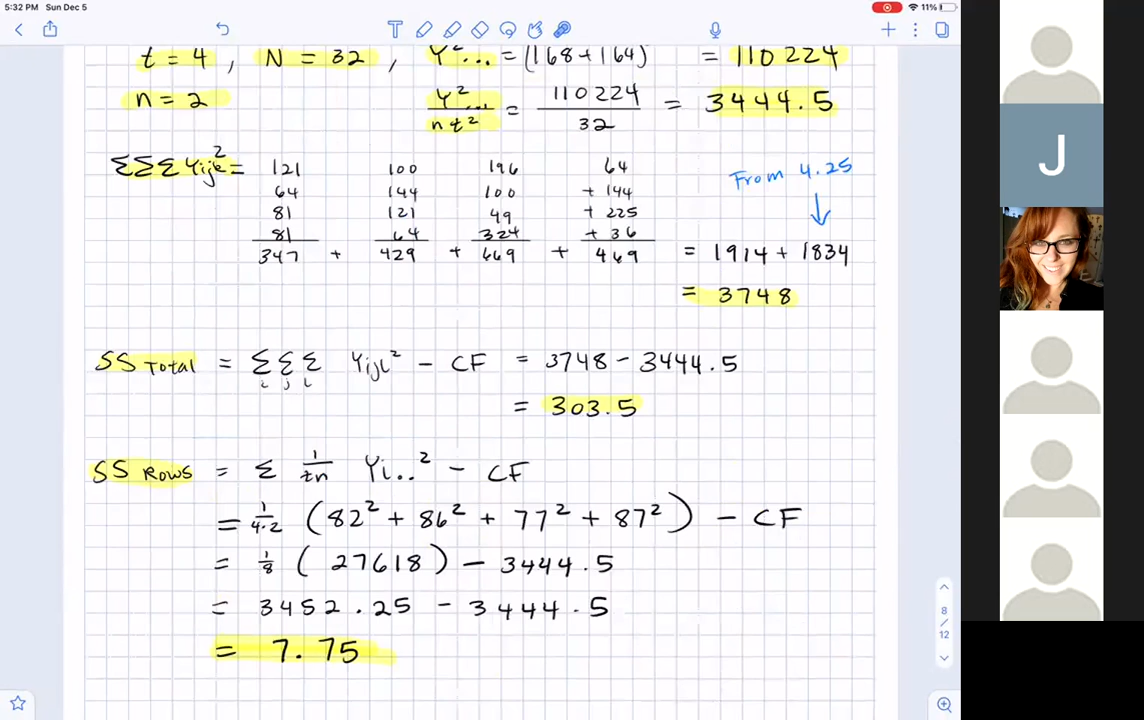 5:32 PM Sun Dec 5
11%
t = 4 , N = 32 , Y²... = (168+164) = 110224
n = 2
Y²... / nt² = 110224 / 32 = 3444.5
ΣΣΣ Yijk² = 121 100 196 64
64 144 100 + 144
81 121 49 + 225
81 64 324 + 36
347 + 429 + 669 + 469 = 1914 + 1834
From 4.25
= 3748
SS Total = Σi Σj Σl Yijl² - CF = 3748 - 3444.5
= 303.5
SS Rows = Σ 1/tn Yi..² - CF
= 1/4·2 (82² + 86² + 77² + 87²) - CF
= 1/8 (27618) - 3444.5
= 3452.25 - 3444.5
= 7.75
J
8
/
12